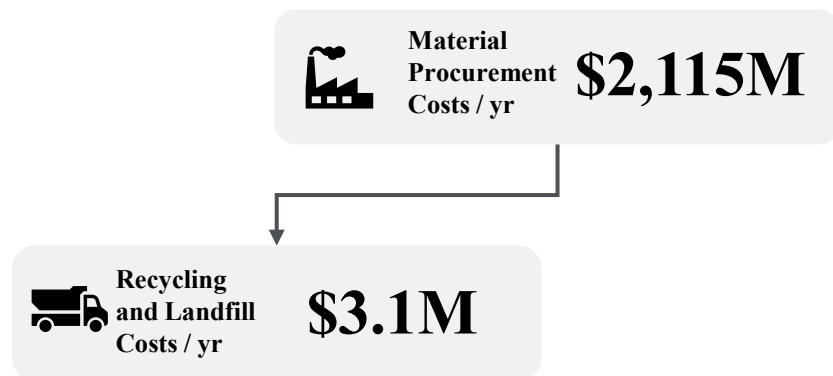 Material
Procurement
Costs / yr
$2,115M
Recycling
and Landfill
Costs / yr
$3.1M